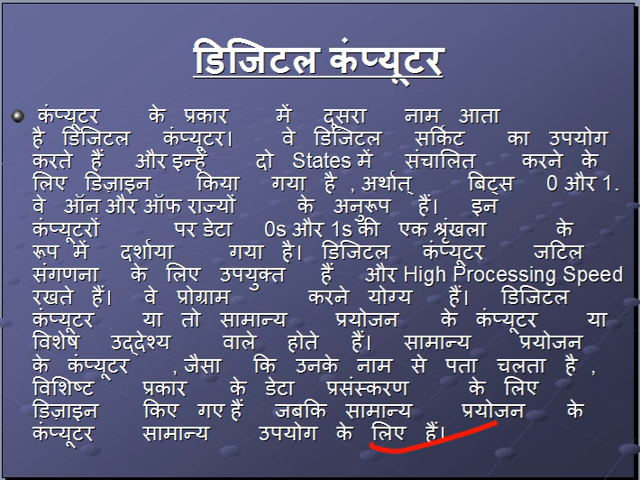 डिजिटल कंप्यूटर
कंप्यूटर के प्रकार में दूसरा नाम आता
है डिजिटल कंप्यूटर। वे डिजिटल सर्किट का उपयोग
करते हैं और इन्हें दो States में संचालित करने के
लिए डिज़ाइन किया गया है , अर्थात् बिट्स 0 और 1.
वे ऑन और ऑफ राज्यों के अनुरूप हैं। इन
कंप्यूटरों पर डेटा 0s और 1s की एक श्रृंखला के
रूप में दर्शाया गया है। डिजिटल कंप्यूटर जटिल
संगणना के लिए उपयुक्त हैं और High Processing Speed
रखते हैं। वे प्रोग्राम करने योग्य हैं। डिजिटल
कंप्यूटर या तो सामान्य प्रयोजन के कंप्यूटर या
विशेष उद्देश्य वाले होते हैं। सामान्य प्रयोजन
के कंप्यूटर , जैसा कि उनके नाम से पता चलता है ,
विशिष्ट प्रकार के डेटा प्रसंस्करण के लिए
डिज़ाइन किए गए हैं जबकि सामान्य प्रयोजन के
कंप्यूटर सामान्य उपयोग के लिए हैं।